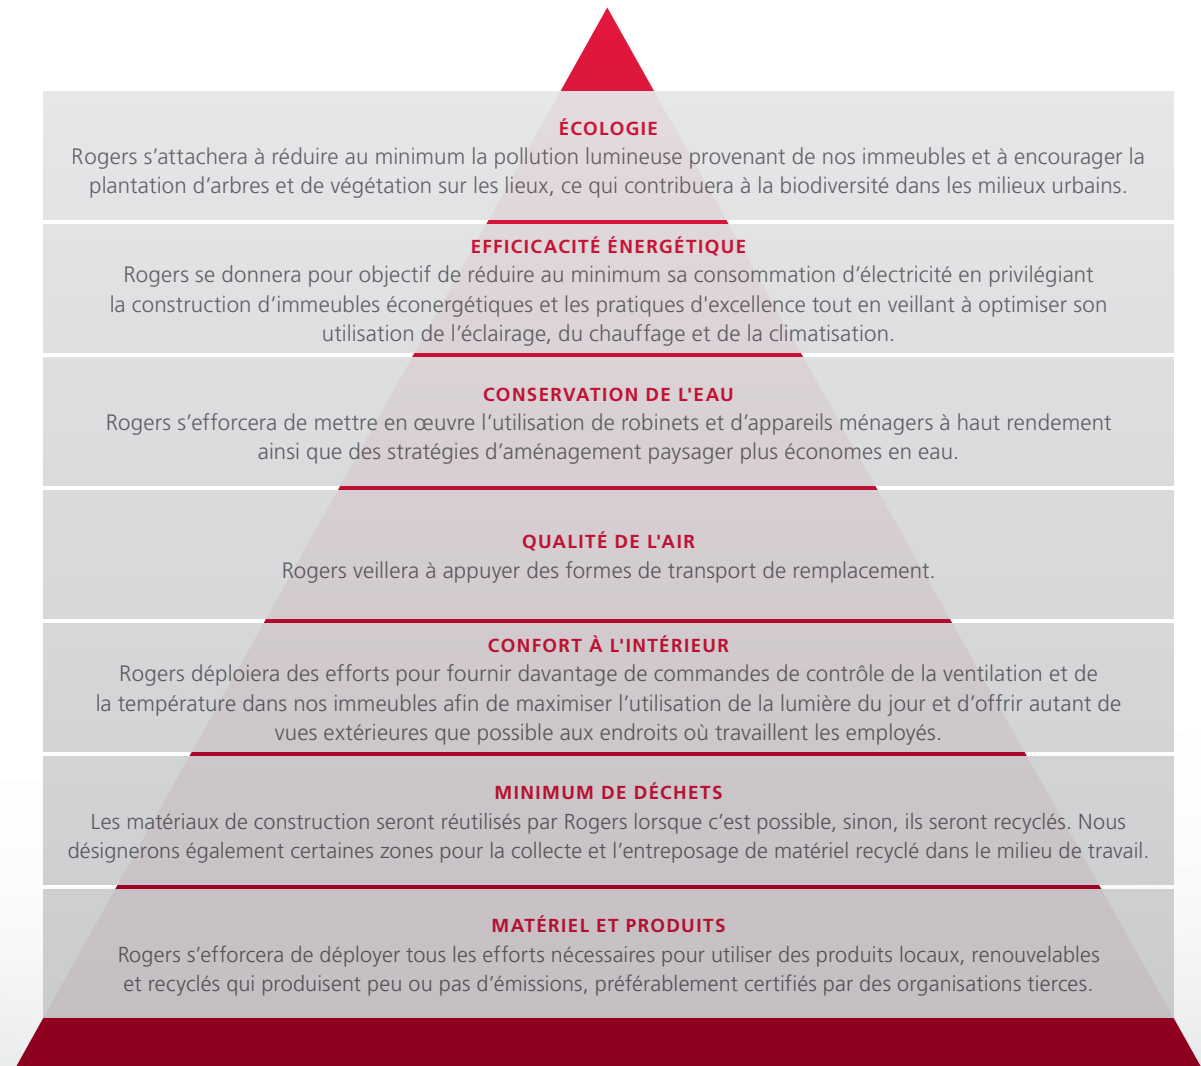 ÉCOLOGIE
Rogers s’attachera à réduire au minimum la pollution lumineuse provenant de nos immeubles et à encourager la
plantation d’arbres et de végétation sur les lieux, ce qui contribuera à la biodiversité dans les milieux urbains.
EFFICICACITÉ ÉNERGÉTIQUE
Rogers se donnera pour objectif de réduire au minimum sa consommation d’électricité en privilégiant
la construction d’immeubles éconergétiques et les pratiques d'excellence tout en veillant à optimiser son
utilisation de l’éclairage, du chauffage et de la climatisation.
CONSERVATION DE L'EAU
Rogers s’efforcera de mettre en œuvre l’utilisation de robinets et d’appareils ménagers à haut rendement
ainsi que des stratégies d’aménagement paysager plus économes en eau.
QUALITÉ DE L'AIR
Rogers veillera à appuyer des formes de transport de remplacement.
CONFORT À L'INTÉRIEUR
Rogers déploiera des efforts pour fournir davantage de commandes de contrôle de la ventilation et de
la température dans nos immeubles afin de maximiser l’utilisation de la lumière du jour et d’offrir autant de
vues extérieures que possible aux endroits où travaillent les employés.
MINIMUM DE DÉCHETS
Les matériaux de construction seront réutilisés par Rogers lorsque c’est possible, sinon, ils seront recyclés. Nous
désignerons également certaines zones pour la collecte et l’entreposage de matériel recyclé dans le milieu de travail.
MATÉRIEL ET PRODUITS
Rogers s’efforcera de déployer tous les efforts nécessaires pour utiliser des produits locaux, renouvelables
et recyclés qui produisent peu ou pas d’émissions, préférablement certifiés par des organisations tierces.